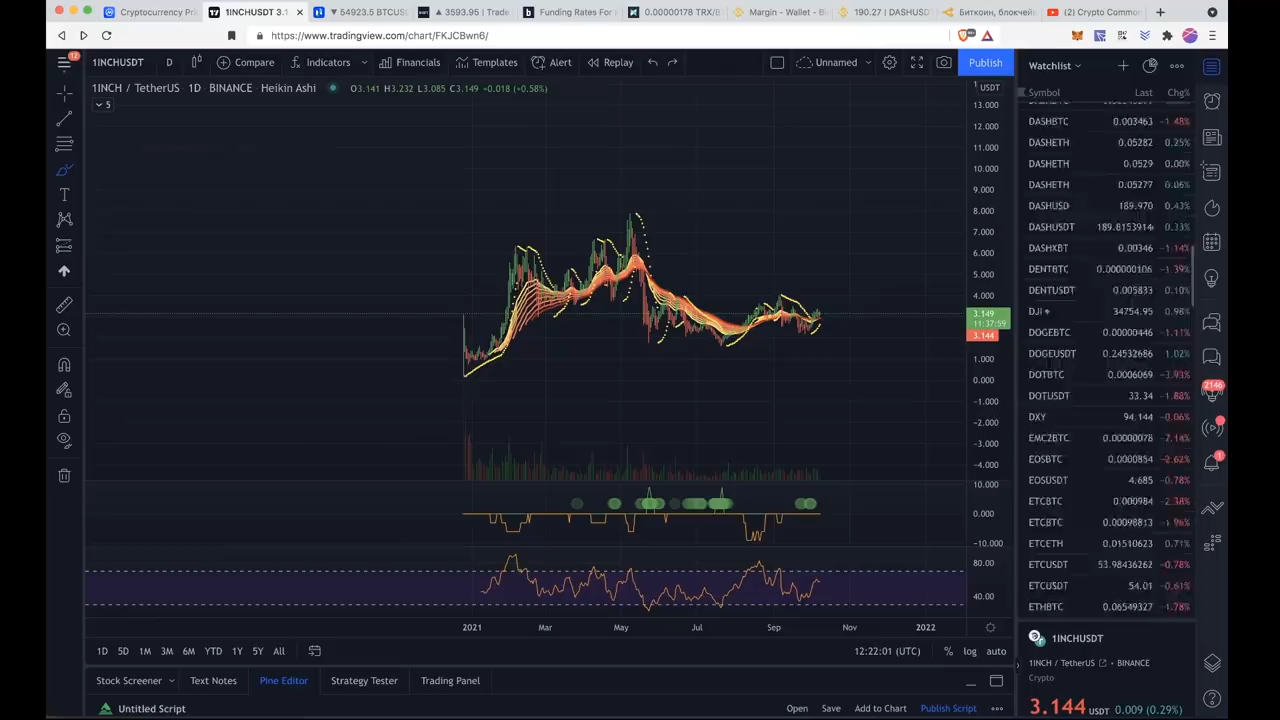 Cryptocurrency Pri
1INCHUSDT 3.1
▼ 54923.5 BTCUS
▲ 3593.95 | Trade
Funding Rates For
0.00000178 TRX/B
Margin - Wallet - Bi
190.27 | DASHUSD
Биткоин, блокчей
(2) Crypto Common
https://www.tradingview.com/chart/FKJCBwn6/
12
1INCHUSDT D Compare Indicators Financials Templates Alert Replay Unnamed Publish
1INCH / TetherUS 1D BINANCE Heikin Ashi O3.141 H3.232 L3.085 C3.149 -0.018 (-0.58%)
5
USDT
13.000
12.000
11.000
10.000
9.000
8.000
7.000
6.000
5.000
4.000
3.149
11:37:59
3.144
1.000
0.000
-1.000
-2.000
-3.000
-4.000
10.000
0.000
-10.000
80.00
40.00
2021 Mar May Jul Sep Nov 2022
1D 5D 1M 3M 6M YTD 1Y 5Y All 12:22:01 (UTC) % log auto
Stock Screener Text Notes Pine Editor Strategy Tester Trading Panel
Untitled Script Open Save Add to Chart Publish Script
Watchlist
Symbol Last Chg%
DASHBTC 0.003463 -1.48%
DASHETH 0.05282 0.25%
DASHETH 0.0529 0.00%
DASHETH 0.05277 0.06%
DASHUSD 189.970 0.43%
DASHUSDT 189.8153914 0.33%
DASHXBT 0.00346 -1.14%
DENTBTC 0.000000106 -1.39%
DENTUSDT 0.005833 0.10%
DJI 34754.95 0.98%
DOGEBTC 0.00000446 -1.11%
DOGEUSDT 0.24532686 1.02%
DOTBTC 0.0006069 -3.93%
DOTUSDT 33.34 -1.88%
DXY 94.144 -0.06%
EMC2BTC 0.00000078 -7.14%
EOSBTC 0.0000854 -2.62%
EOSUSDT 4.685 -0.78%
ETCBTC 0.000984 -2.38%
ETCBTC 0.00098813 -1.96%
ETCETH 0.01510623 0.71%
ETCUSDT 53.98436262 -0.78%
ETCUSDT 54.01 -0.61%
ETHBTC 0.06549327 -1.78%
1INCHUSDT
1INCH / TetherUS • BINANCE
Crypto
3.144 USDT 0.009 (0.29%)
2146
1